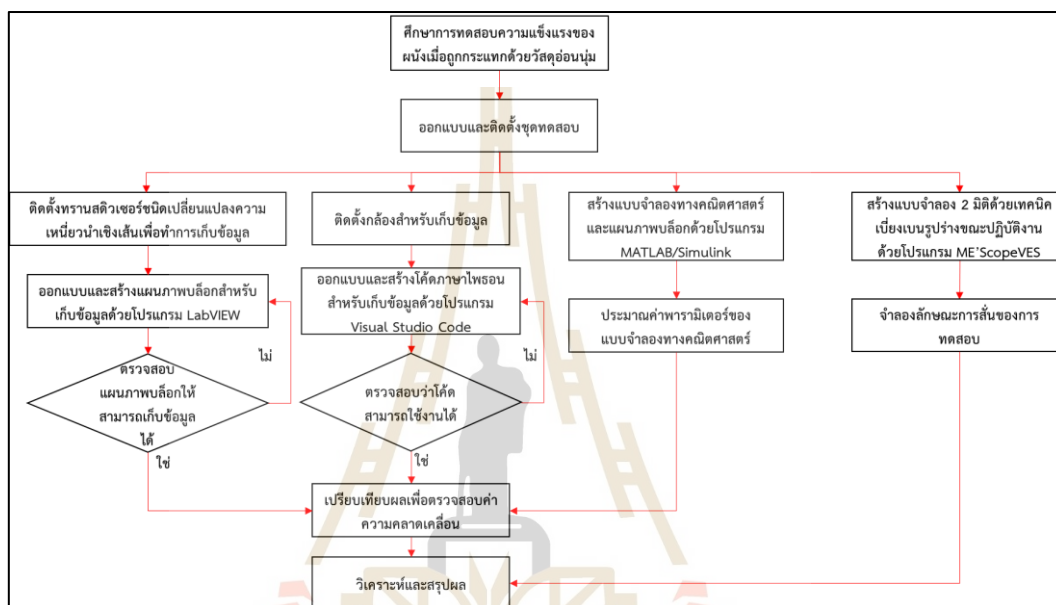 ศึกษาการทดสอบความแข็งแรงของ
ผนังเมื่อถูกกระแทกด้วยวัสดุอ่อนนุ่ม
ออกแบบและติดตั้งชุดทดสอบ
ติดตั้งทรานสดิวเซอร์ชนิดเปลี่ยนแปลงความ
เหนี่ยวนำเชิงเส้นเพื่อทำการเก็บข้อมูล
ออกแบบและสร้างแผนภาพบล็อกสำหรับ
เก็บข้อมูลด้วยโปรแกรม LabVIEW
ไม่
ตรวจสอบ
แผนภาพบล็อกให้
สามารถเก็บข้อมูล
ได้
ใช่
ติดตั้งกล้องสำหรับเก็บข้อมูล
ออกแบบและสร้างโค้ดภาษาไพธอน
สำหรับเก็บข้อมูลด้วยโปรแกรม
Visual Studio Code
ไม่
ตรวจสอบว่าโค้ด
สามารถใช้งานได้
ใช่
สร้างแบบจำลองทางคณิตศาสตร์
และแผนภาพบล็อกด้วยโปรแกรม
MATLAB/Simulink
ประมาณค่าพารามิเตอร์ของ
แบบจำลองทางคณิตศาสตร์
สร้างแบบจำลอง 2 มิติด้วยเทคนิค
เบี่ยงเบนรูปร่างขณะปฏิบัติงาน
ด้วยโปรแกรม ME'ScopeVES
จำลองลักษณะการสั่นของการ
ทดสอบ
เปรียบเทียบผลเพื่อตรวจสอบค่า
ความคลาดเคลื่อน
วิเคราะห์และสรุปผล